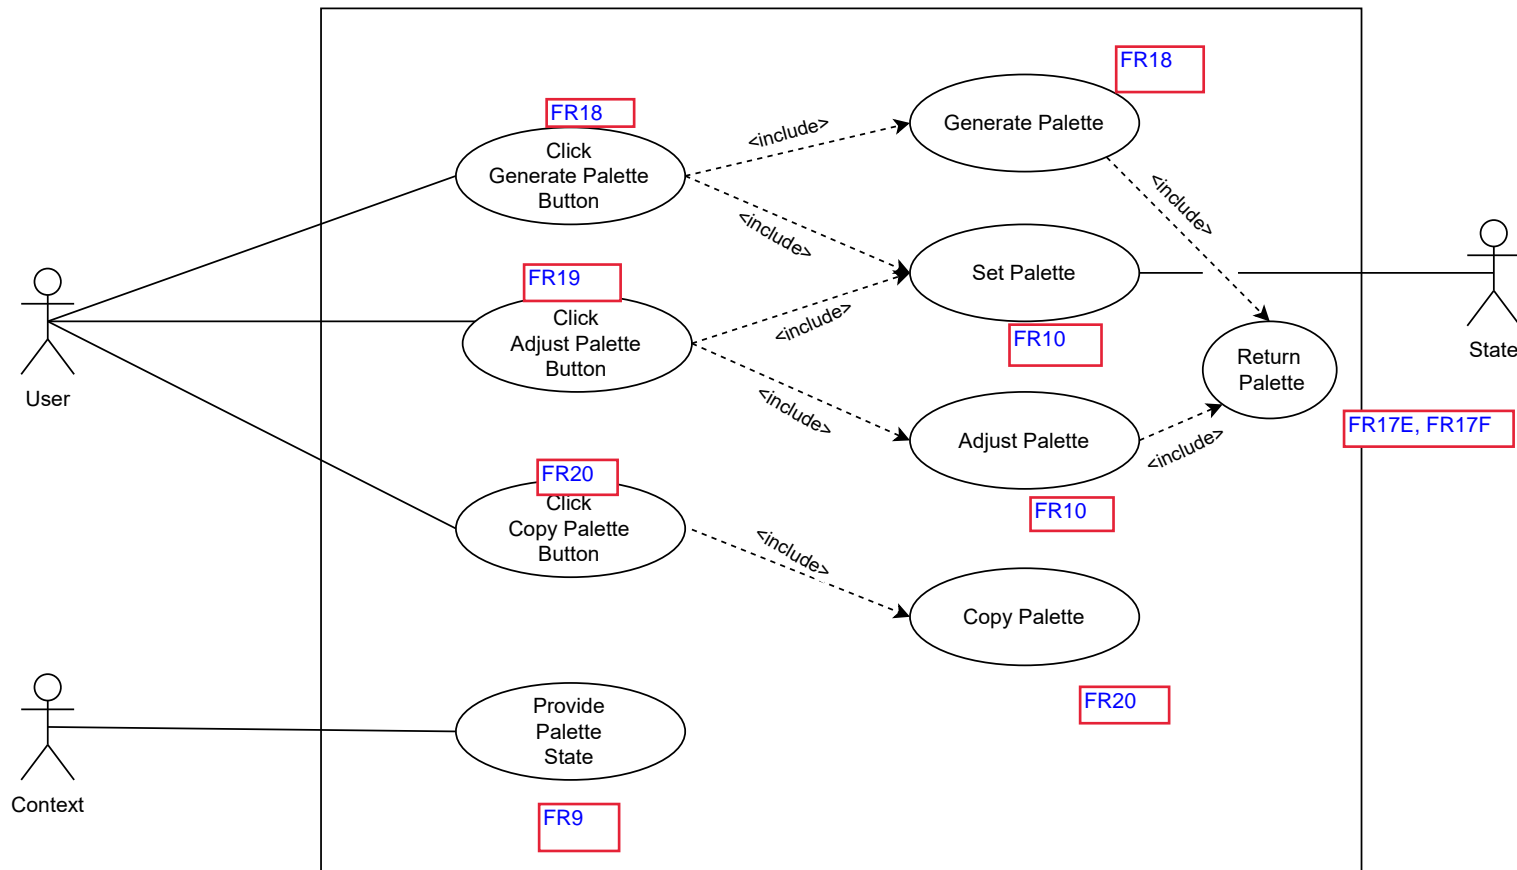 FR18
FR18
Click
Generate Palette
Button
<include>
Generate Palette
<include>
<include>
FR19
Click
Adjust Palette
Button
<include>
Set Palette
FR10
Return
Palette
State
User
<include>
Adjust Palette
<include>
FR17E, FR17F
FR10
FR20
Click
Copy Palette
Button
<include>
Copy Palette
FR20
Provide
Palette
State
Context
FR9